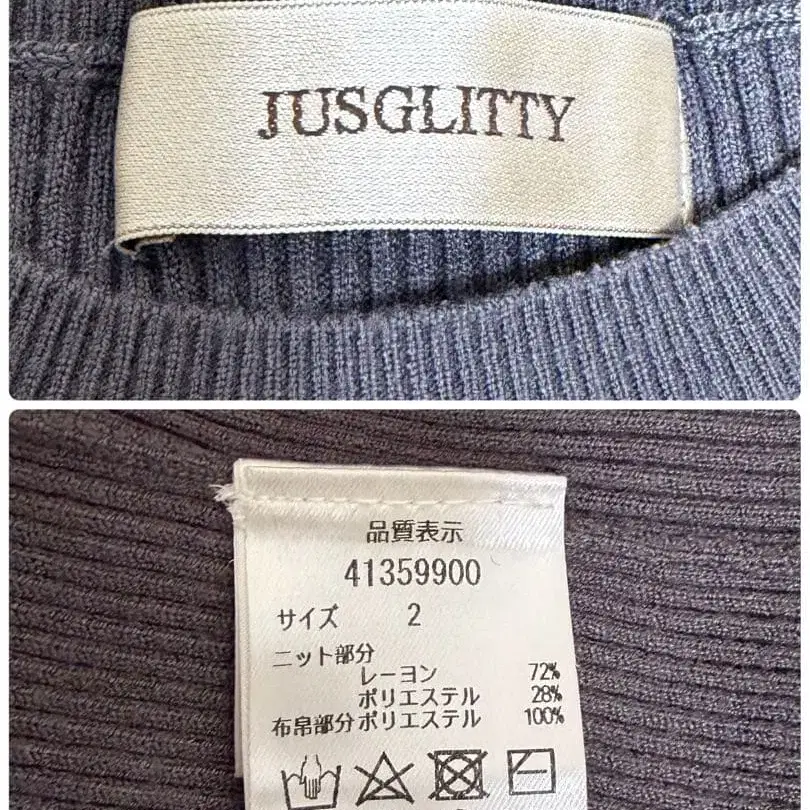 JUSGLITTY
品質表示
41359900
サイズ 2
ニット部分
レーヨン 72%
ポリエステル 28%
布帛部分 ポリエステル 100%